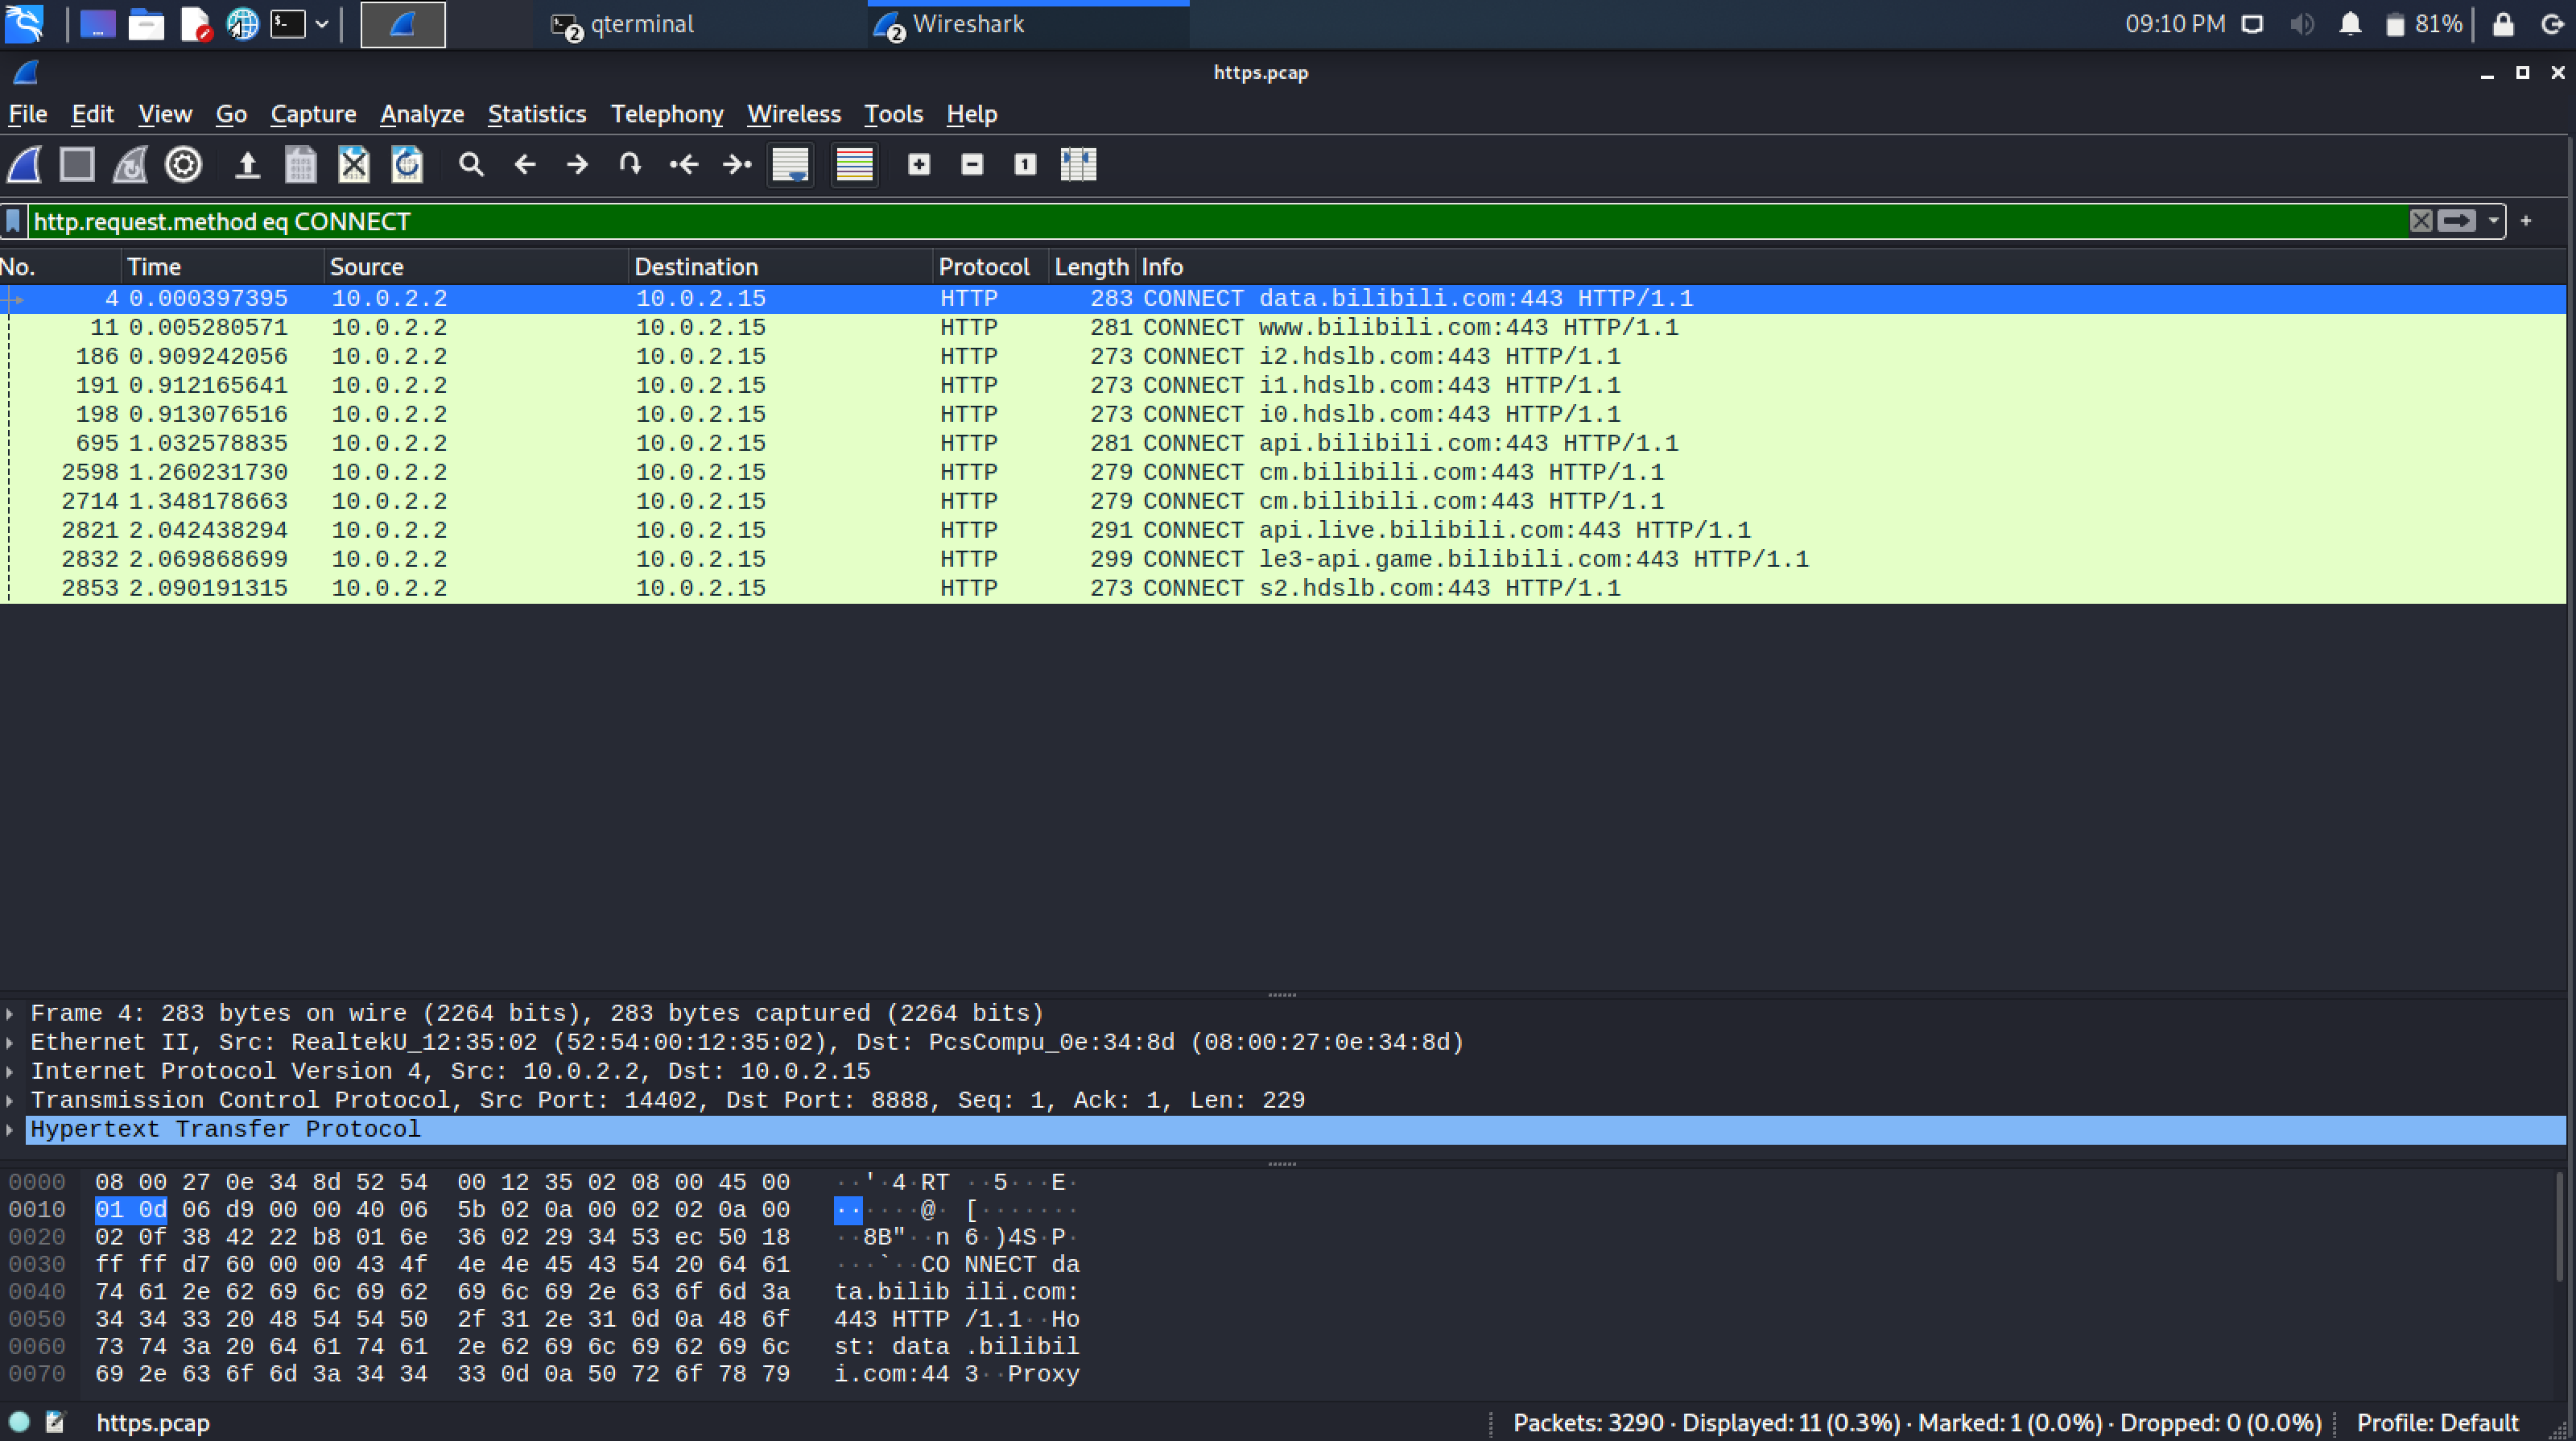 qterminal
Wireshark
09:10 PM
81%
https.pcap
File Edit View Go Capture Analyze Statistics Telephony Wireless Tools Help
http.request.method eq CONNECT
No. Time Source Destination Protocol Length Info
4 0.000397395 10.0.2.2 10.0.2.15 HTTP 283 CONNECT data.bilibili.com:443 HTTP/1.1
11 0.005280571 10.0.2.2 10.0.2.15 HTTP 281 CONNECT www.bilibili.com:443 HTTP/1.1
186 0.909242056 10.0.2.2 10.0.2.15 HTTP 273 CONNECT i2.hdslb.com:443 HTTP/1.1
191 0.912165641 10.0.2.2 10.0.2.15 HTTP 273 CONNECT i1.hdslb.com:443 HTTP/1.1
198 0.913076516 10.0.2.2 10.0.2.15 HTTP 273 CONNECT i0.hdslb.com:443 HTTP/1.1
695 1.032578835 10.0.2.2 10.0.2.15 HTTP 281 CONNECT api.bilibili.com:443 HTTP/1.1
2598 1.260231730 10.0.2.2 10.0.2.15 HTTP 279 CONNECT cm.bilibili.com:443 HTTP/1.1
2714 1.348178663 10.0.2.2 10.0.2.15 HTTP 279 CONNECT cm.bilibili.com:443 HTTP/1.1
2821 2.042438294 10.0.2.2 10.0.2.15 HTTP 291 CONNECT api.live.bilibili.com:443 HTTP/1.1
2832 2.069868699 10.0.2.2 10.0.2.15 HTTP 299 CONNECT le3-api.game.bilibili.com:443 HTTP/1.1
2853 2.090191315 10.0.2.2 10.0.2.15 HTTP 273 CONNECT s2.hdslb.com:443 HTTP/1.1
Frame 4: 283 bytes on wire (2264 bits), 283 bytes captured (2264 bits)
Ethernet II, Src: RealtekU_12:35:02 (52:54:00:12:35:02), Dst: PcsCompu_0e:34:8d (08:00:27:0e:34:8d)
Internet Protocol Version 4, Src: 10.0.2.2, Dst: 10.0.2.15
Transmission Control Protocol, Src Port: 14402, Dst Port: 8888, Seq: 1, Ack: 1, Len: 229
Hypertext Transfer Protocol
0000 08 00 27 0e 34 8d 52 54 00 12 35 02 08 00 45 00 ··'·4·RT ··5···E·
0010 01 0d 06 d9 00 00 40 06 5b 02 0a 00 02 02 0a 00 ······@· [·······
0020 02 0f 38 42 22 b8 01 6e 36 02 29 34 53 ec 50 18 ··8B"··n 6·)4S·P·
0030 ff ff d7 60 00 00 43 4f 4e 4e 45 43 54 20 64 61 ···`··CO NNECT da
0040 74 61 2e 62 69 6c 69 62 69 6c 69 2e 63 6f 6d 3a ta.bilib ili.com:
0050 34 34 33 20 48 54 54 50 2f 31 2e 31 0d 0a 48 6f 443 HTTP /1.1··Ho
0060 73 74 3a 20 64 61 74 61 2e 62 69 6c 69 62 69 6c st: data .bilibil
0070 69 2e 63 6f 6d 3a 34 34 33 0d 0a 50 72 6f 78 79 i.com:44 3··Proxy
https.pcap
Packets: 3290 · Displayed: 11 (0.3%) · Marked: 1 (0.0%) · Dropped: 0 (0.0%)
Profile: Default